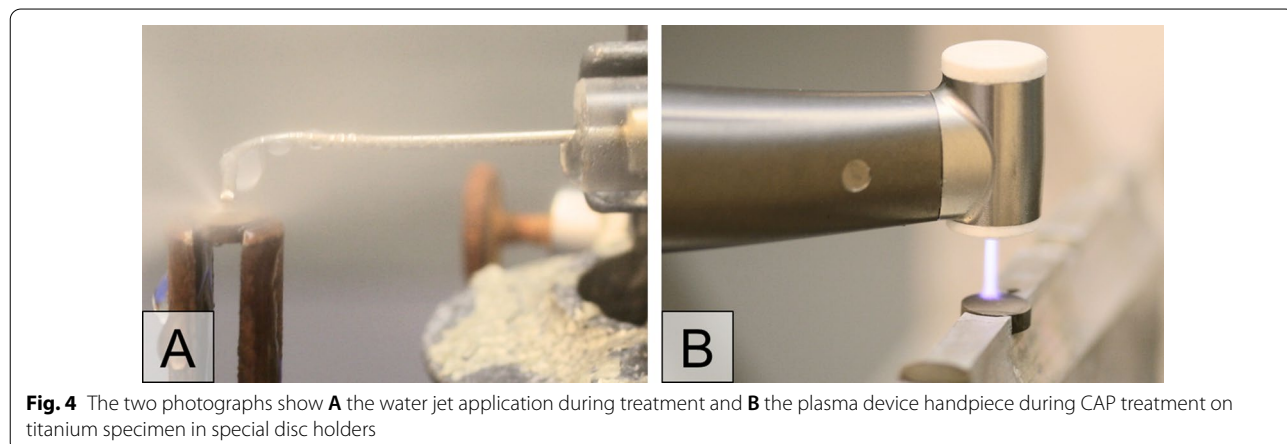 A
B
Fig. 4 The two photographs show A the water jet application during treatment and B the plasma device handpiece during CAP treatment on
titanium specimen in special disc holders